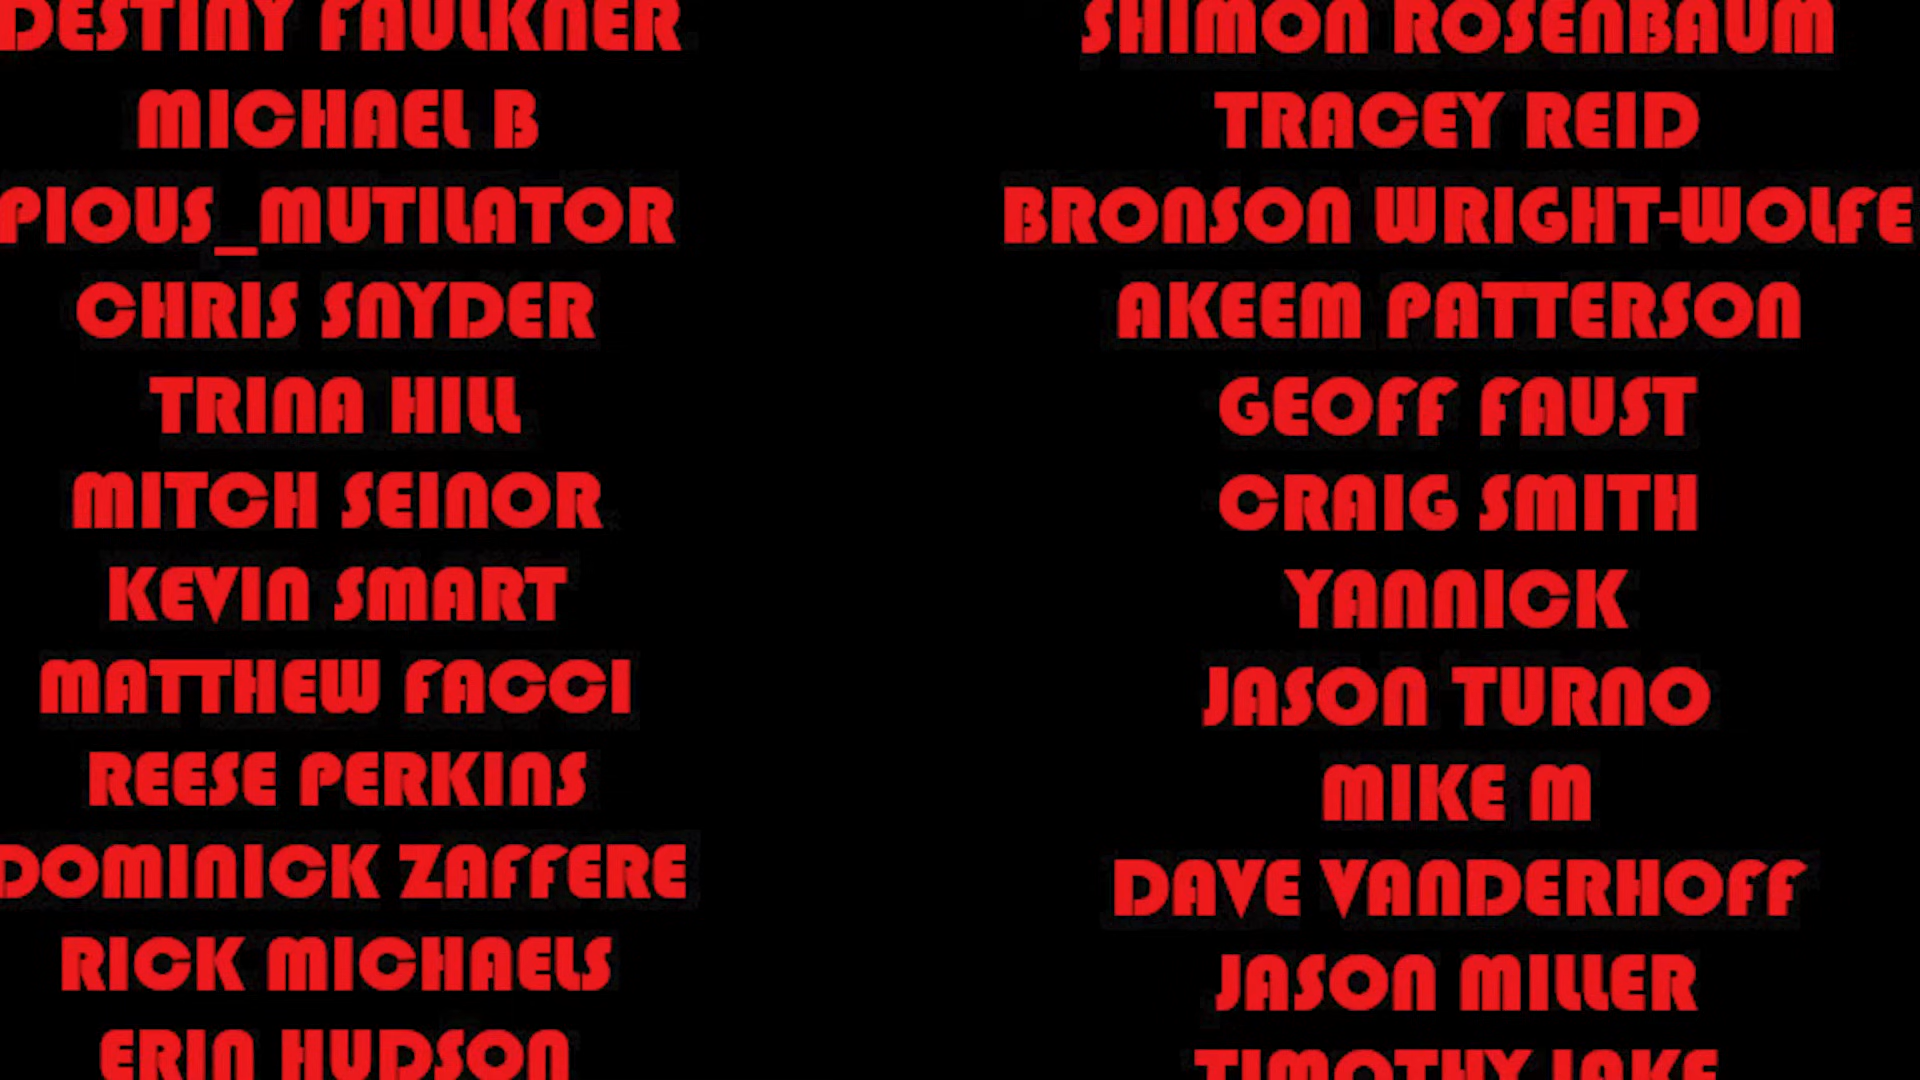 DESTINY FAULKNER
MICHAEL B
PIOUS_MUTILATOR
CHRIS SNYDER
TRINA HILL
MITCH SEINOR
KEVIN SMART
MATTHEW FACCI
REESE PERKINS
DOMINICK ZAFFERE
RICK MICHAELS
ERIN HUDSON
SHIMON ROSENBAUM
TRACEY REID
BRONSON WRIGHT-WOLFE
AKEEM PATTERSON
GEOFF FAUST
CRAIG SMITH
YANNICK
JASON TURNO
MIKE M
DAVE VANDERHOFF
JASON MILLER
TIMOTHY JAKE